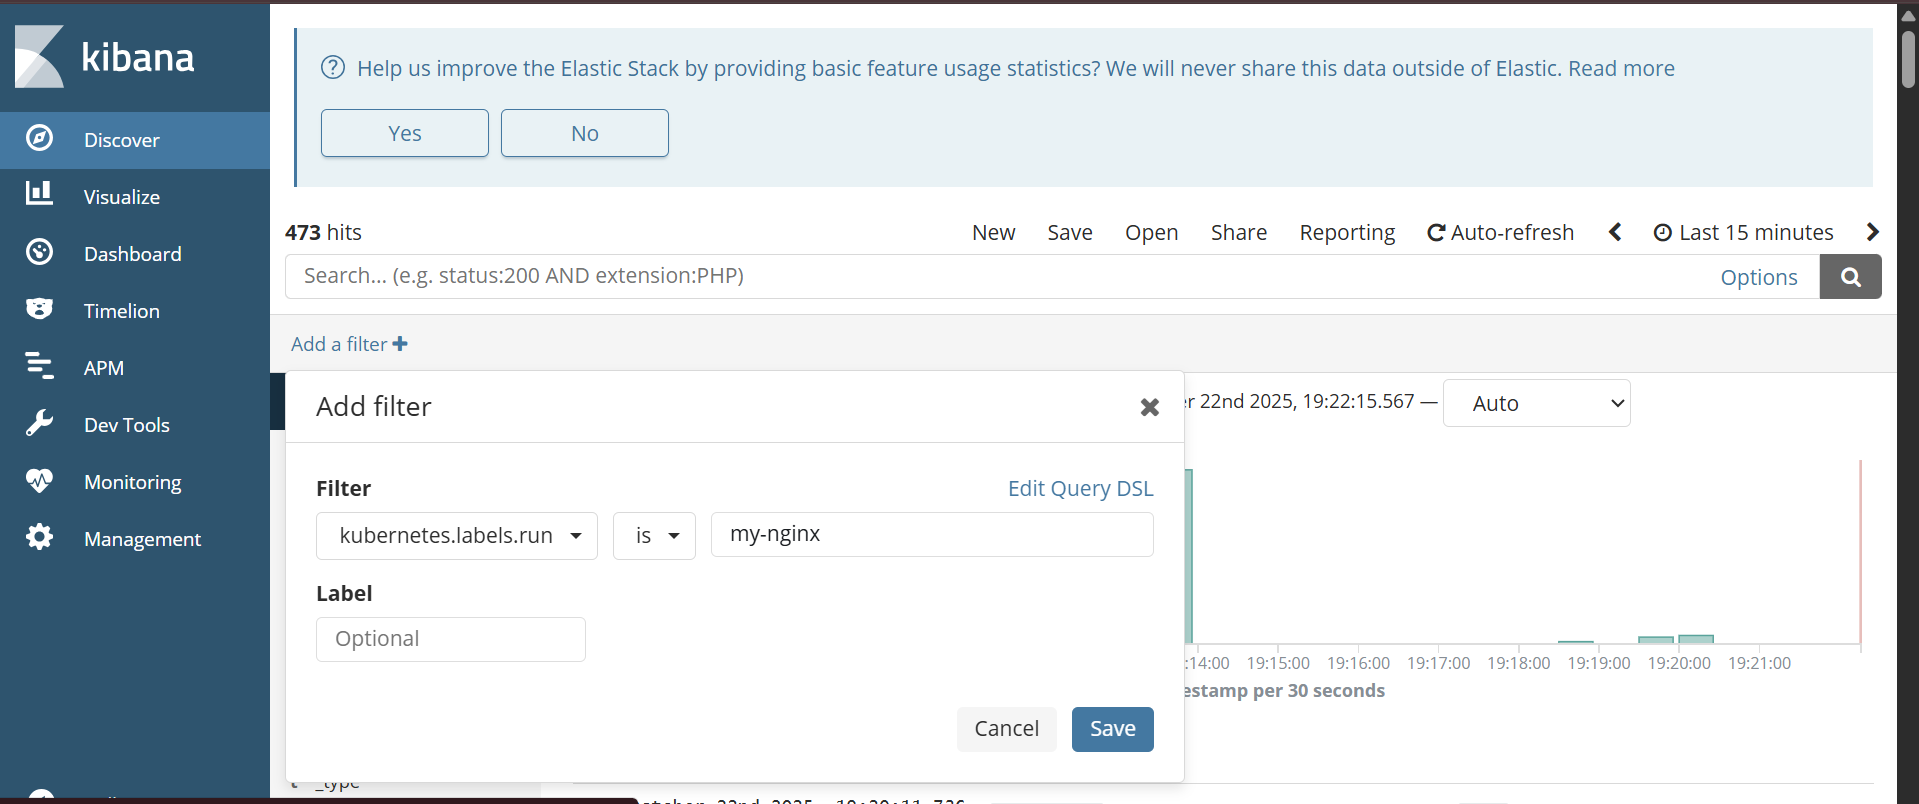 kibana
Discover
Visualize
Dashboard
Timelion
APM
Dev Tools
Monitoring
Management
Help us improve the Elastic Stack by providing basic feature usage statistics? We will never share this data outside of Elastic. Read more
Yes No
473 hits New Save Open Share Reporting Auto-refresh Last 15 minutes
Search... (e.g. status:200 AND extension:PHP) Options
Add a filter
Add filter
r 22nd 2025, 19:22:15.567 — Auto
Filter Edit Query DSL
kubernetes.labels.run is my-nginx
Label
Optional
:14:00 19:15:00 19:16:00 19:17:00 19:18:00 19:19:00 19:20:00 19:21:00
estamp per 30 seconds
Cancel Save
_type